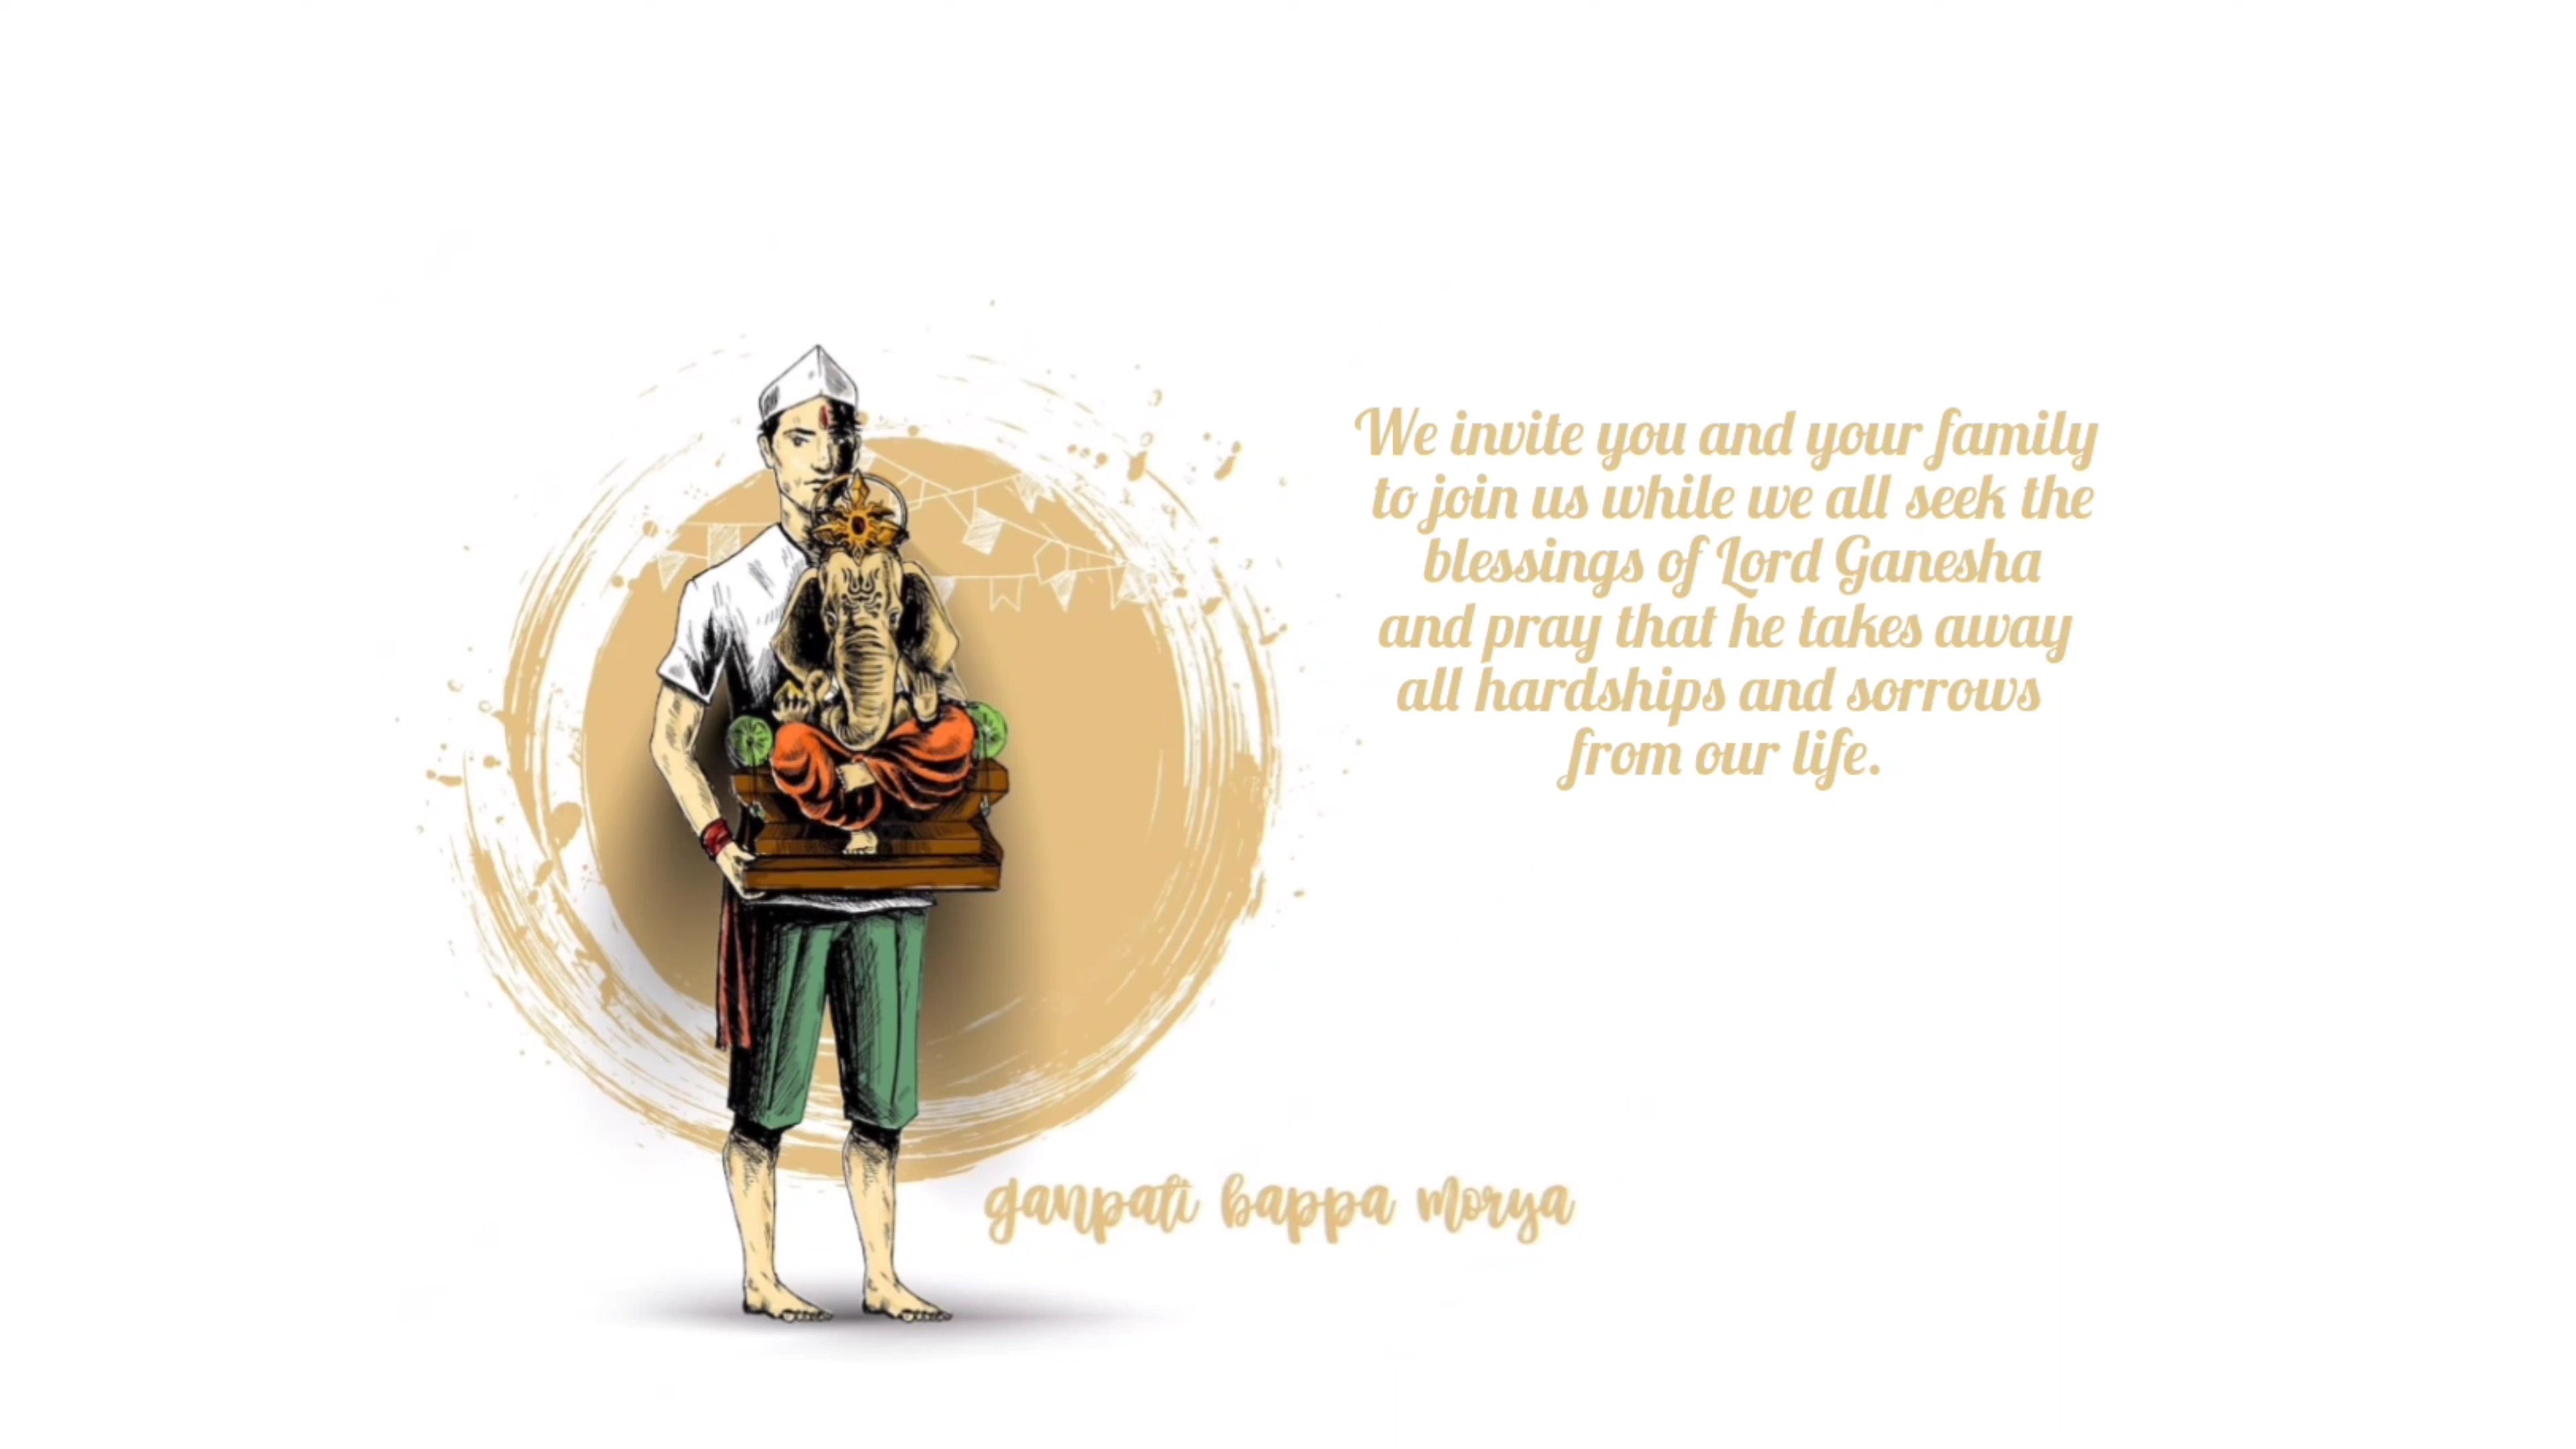 We invite you and your family
to join us while we all seek the
blessings of Lord Ganesha
and pray that he takes away
all hardships and sorrows
from our life.
ganpati bappa morya